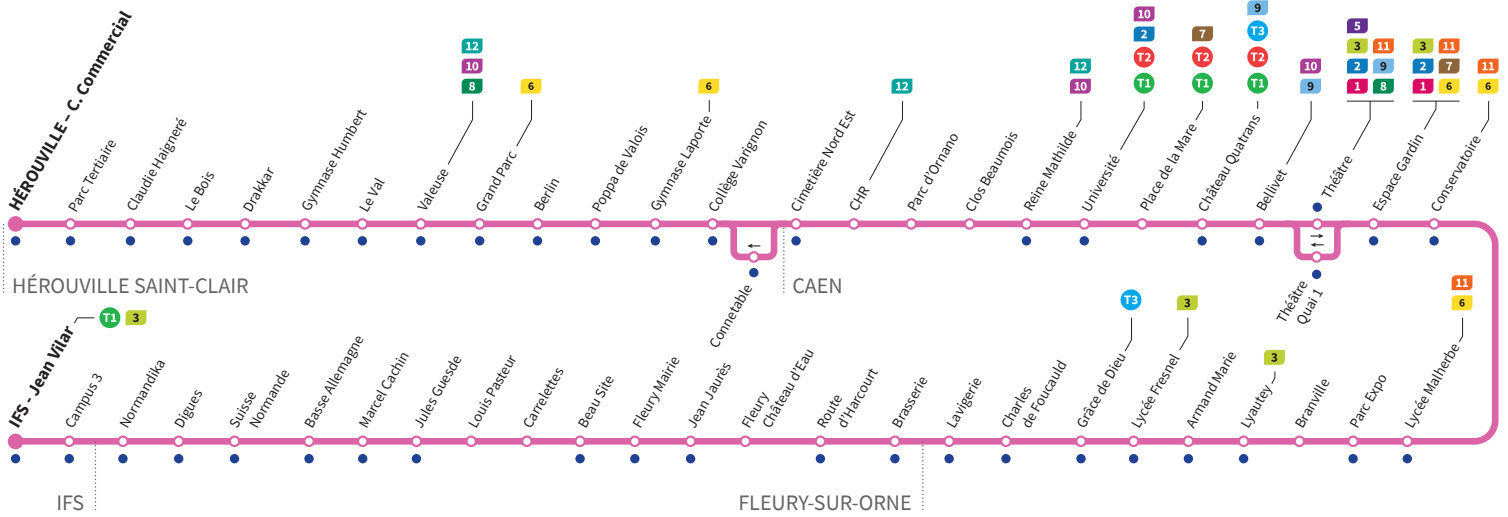 HÉROUVILLE – C. Commercial
Parc Tertiaire
Claudie Haigneré
Le Bois
Drakkar
Gymnase Humbert
Le Val
Valeuse
12
10
8
Grand Parc
6
Berlin
Poppa de Valois
Gymnase Laporte
6
Collège Varignon
Connetable
←
Cimetière Nord Est
CHR
12
Parc d'Ornano
Clos Beaumois
Reine Mathilde
12
10
Université
10
2
T2
T1
Place de la Mare
7
T2
T1
Château Quatrans
9
T3
T2
T1
Bellivet
10
9
Théâtre
5
3 11
2 9
1 8
→
←
Théâtre
Quai 1
Espace Gardin
3 11
2 7
1 6
Conservatoire
11
6
HÉROUVILLE SAINT-CLAIR
CAEN
IFS - Jean Vilar
T1 3
Campus 3
Normandika
Digues
Suisse
Normande
Basse Allemagne
Marcel Cachin
Jules Guesde
Louis Pasteur
Carrelettes
Beau Site
Fleury Mairie
Jean Jaurès
Fleury
Château d'Eau
Route
d'Harcourt
Brasserie
Lavigerie
Charles
de Foucauld
Grâce de Dieu
T3
Lycée Fresnel
3
Armand Marie
Lyautey
3
Branville
Parc Expo
Lycée Malherbe
11
6
IFS
FLEURY-SUR-ORNE